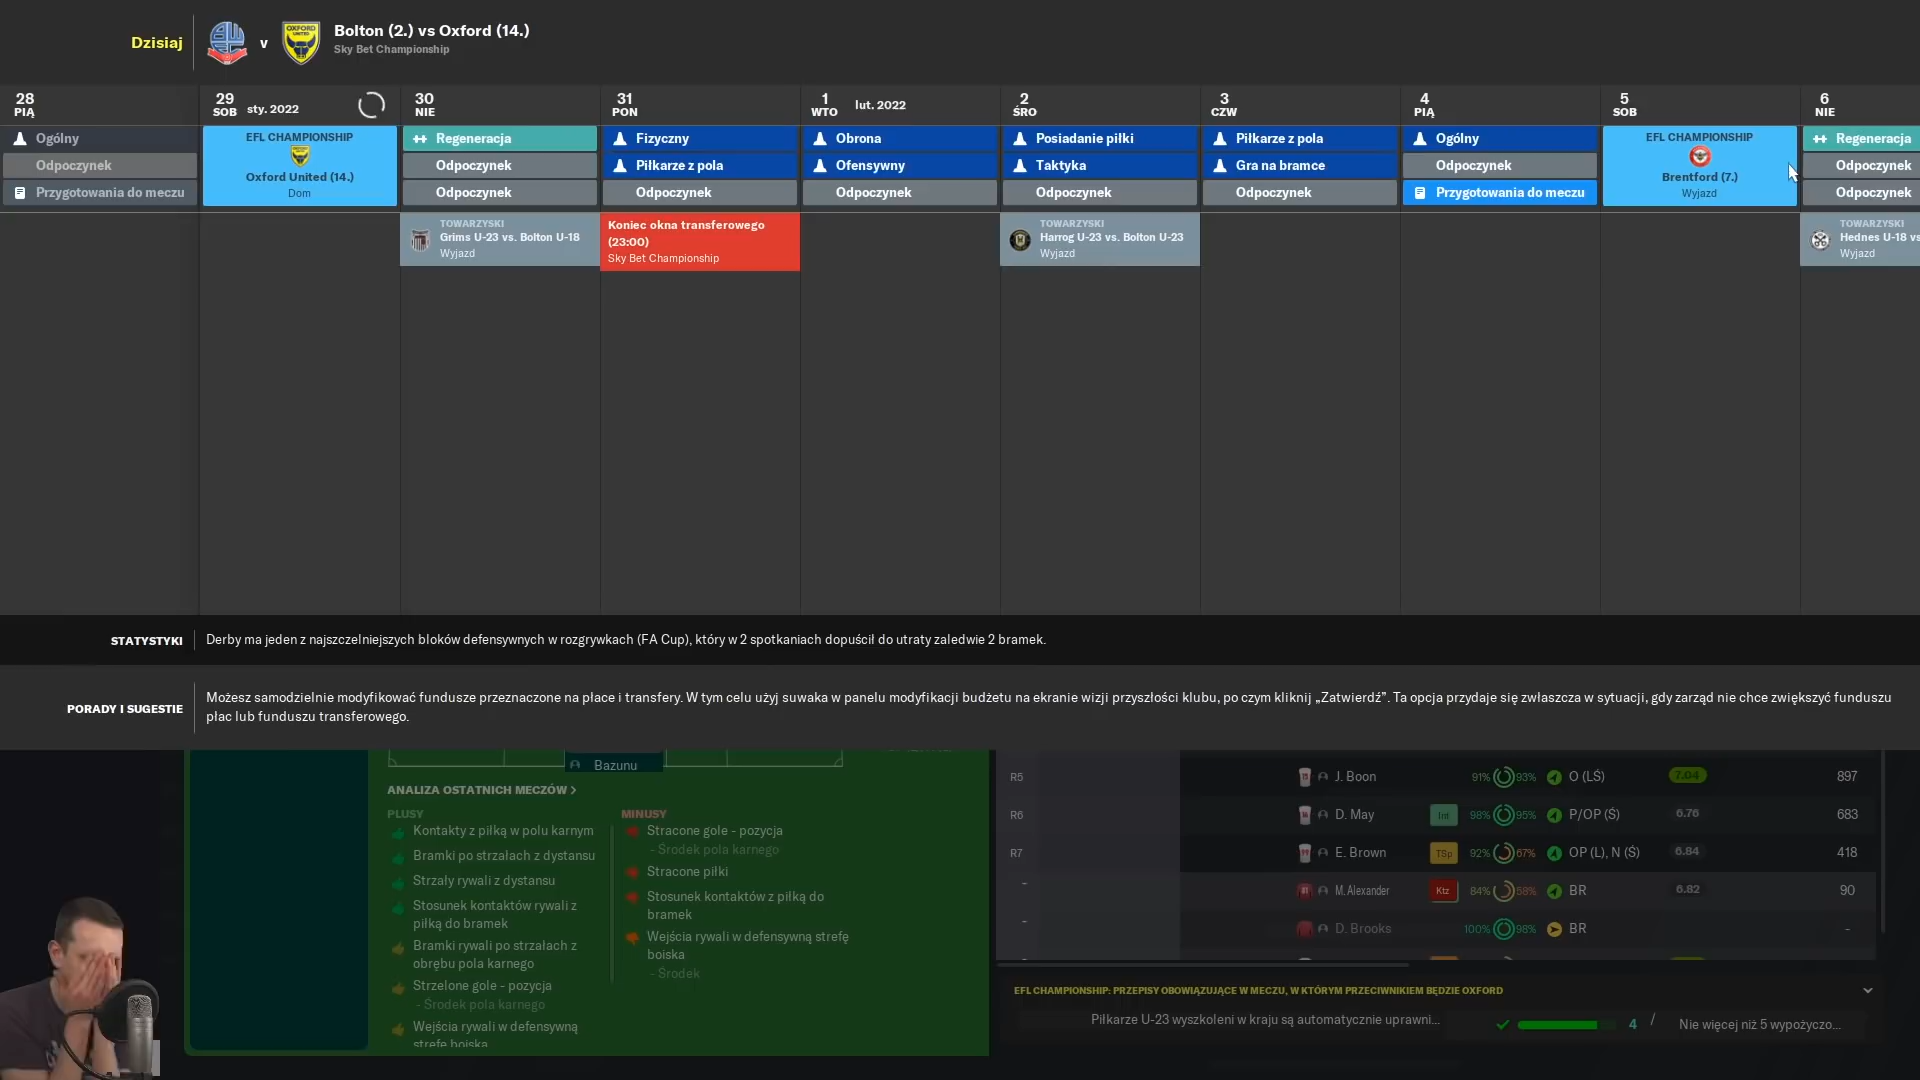 Dzisiaj
v
Bolton (2.) vs Oxford (14.)
Sky Bet Championship
28
PIĄ
29
SOB
sty. 2022
30
NIE
31
PON
1
WTO
lut. 2022
2
ŚRO
3
CZW
4
PIĄ
5
SOB
6
NIE
Ogólny
Odpoczynek
Przygotowania do meczu
EFL CHAMPIONSHIP
Oxford United (14.)
Dom
Regeneracja
Odpoczynek
Odpoczynek
Fizyczny
Piłkarze z pola
Odpoczynek
Obrona
Ofensywny
Odpoczynek
Posiadanie piłki
Taktyka
Odpoczynek
Piłkarze z pola
Gra na bramce
Odpoczynek
Ogólny
Odpoczynek
Przygotowania do meczu
EFL CHAMPIONSHIP
Brentford (7.)
Wyjazd
Regeneracja
Odpoczynek
Odpoczynek
TOWARZYSKI
Grims U-23 vs. Bolton U-18
Wyjazd
Koniec okna transferowego
(23:00)
Sky Bet Championship
TOWARZYSKI
Harrog U-23 vs. Bolton U-23
Wyjazd
TOWARZYSKI
Hednes U-18 vs
Wyjazd
STATYSTYKI
Derby ma jeden z najszczelniejszych bloków defensywnych w rozgrywkach (FA Cup), który w 2 spotkaniach dopuścił do utraty zaledwie 2 bramek.
PORADY I SUGESTIE
Możesz samodzielnie modyfikować fundusze przeznaczone na płace i transfery. W tym celu użyj suwaka w panelu modyfikacji budżetu na ekranie wizji przyszłości klubu, po czym kliknij „Zatwierdź”. Ta opcja przydaje się zwłaszcza w sytuacji, gdy zarząd nie chce zwiększyć funduszu
płac lub funduszu transferowego.
Bazunu
ANALIZA OSTATNICH MECZÓW >
PLUSY
Kontakty z piłką w polu karnym
Bramki po strzałach z dystansu
Strzały rywali z dystansu
Stosunek kontaktów rywali z
piłką do bramek
Bramki rywali po strzałach z
obrębu pola karnego
Strzelone gole - pozycja
- Środek pola karnego
Wejścia rywali w defensywną
strefę boiska
MINUSY
Stracone gole - pozycja
- Środek pola karnego
Stracone piłki
Stosunek kontaktów z piłką do
bramek
Wejścia rywali w defensywną strefę
boiska
- Środek
R5 J. Boon 91% 93% O (LŚ) 7.04 897
R6 D. May Int 98% 95% P/OP (Ś) 6.76 683
R7 E. Brown TSp 92% 67% OP (L), N (Ś) 6.84 418
- M. Alexander Ktz 84% 58% BR 6.82 90
- D. Brooks 100% 98% BR -
EFL CHAMPIONSHIP: PRZEPISY OBOWIĄZUJĄCE W MECZU, W KTÓRYM PRZECIWNIKIEM BĘDZIE OXFORD
Piłkarze U-23 wyszkoleni w kraju są automatycznie uprawni...
4 /
Nie więcej niż 5 wypożyczo...